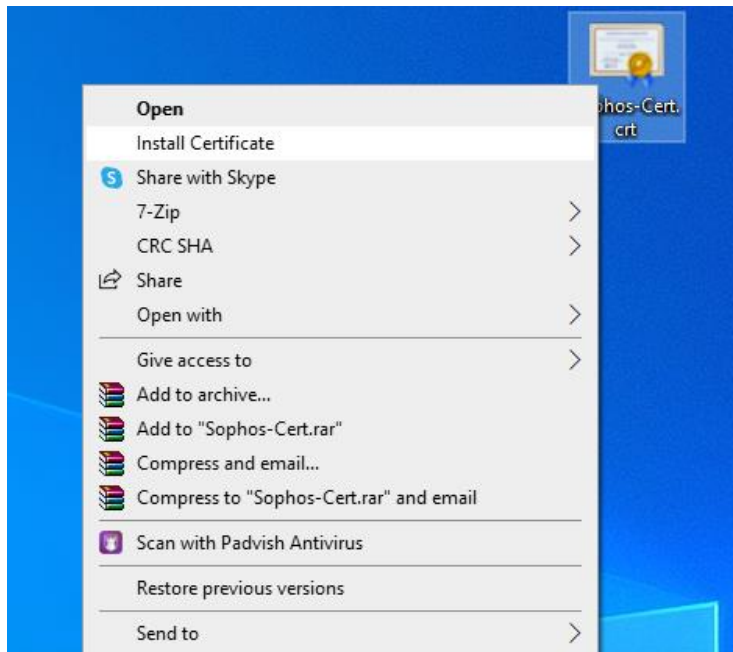 Open
Install Certificate
Share with Skype
7-Zip
CRC SHA
Share
Open with
Give access to
Add to archive...
Add to "Sophos-Cert.rar"
Compress and email...
Compress to "Sophos-Cert.rar" and email
Scan with Padvish Antivirus
Restore previous versions
Send to
hos-Cert.
crt